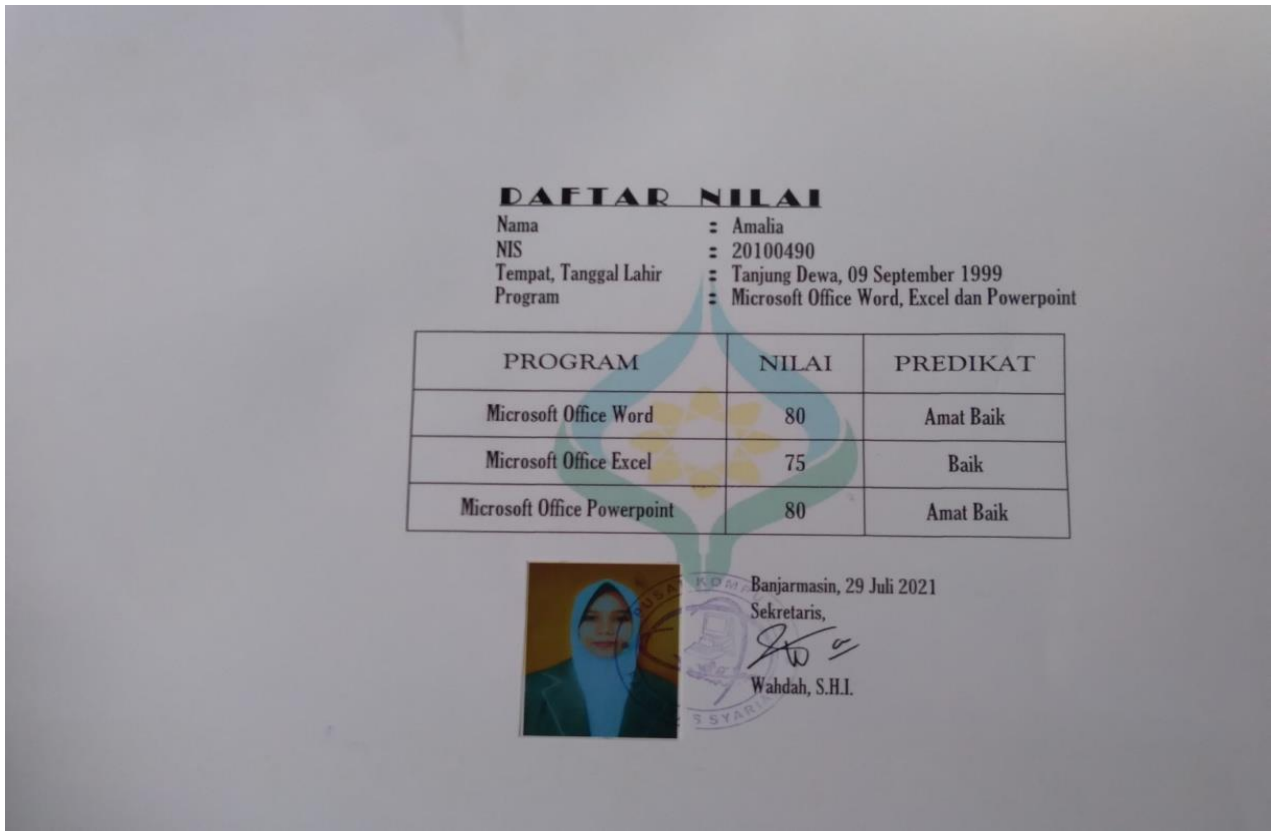 DAFTAR NILAI
Nama : Amalia
NIS : 20100490
Tempat, Tanggal Lahir : Tanjung Dewa, 09 September 1999
Program : Microsoft Office Word, Excel dan Powerpoint
PROGRAM NILAI PREDIKAT
Microsoft Office Word 80 Amat Baik
Microsoft Office Excel 75 Baik
Microsoft Office Powerpoint 80 Amat Baik
Banjarmasin, 29 Juli 2021
Sekretaris,
Wahdah, S.H.I.